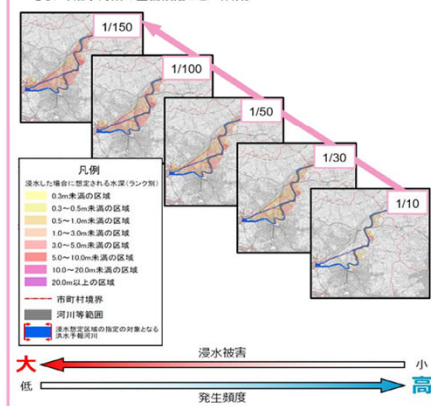 1/150
1/100
1/50
1/30
1/10
凡例
浸水した場合に想定される水深(ランク別)
0.3m未満の区域
0.3~0.5m未満の区域
0.5~1.0m未満の区域
1.0~3.0m未満の区域
3.0~5.0m未満の区域
5.0~10.0m未満の区域
10.0~20.0m未満の区域
20.0m以上の区域
市町村境界
河川等範囲
浸水想定区域の指定の対象となる
洪水予報河川
浸水被害
大
小
低
高
発生頻度